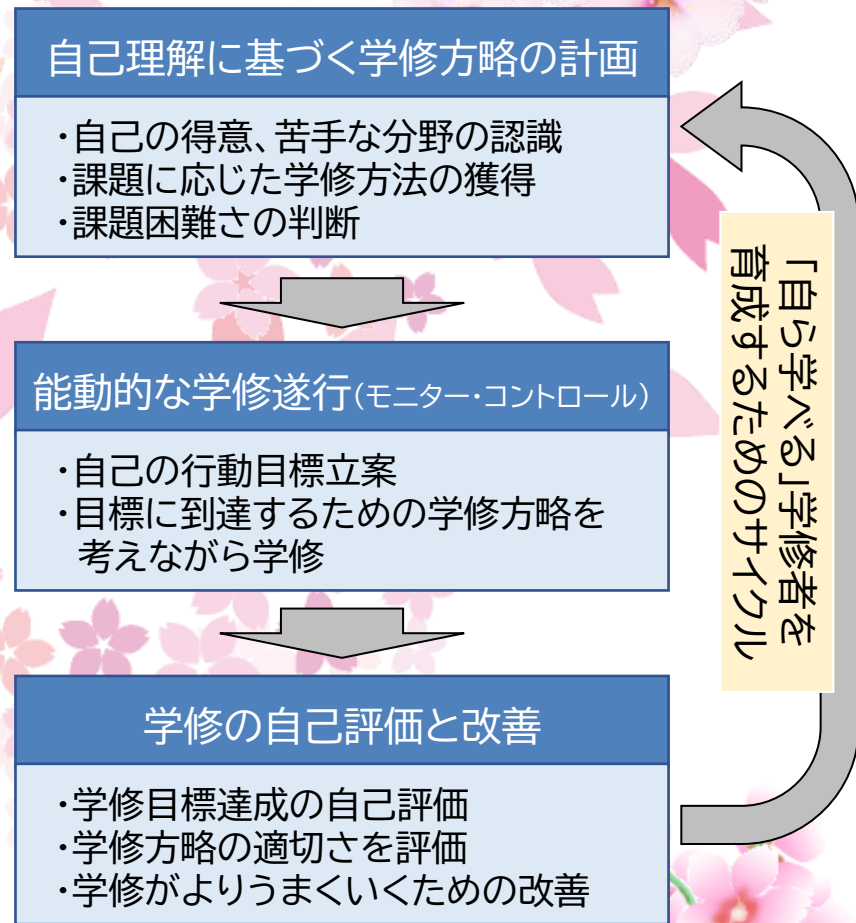 自己理解に基づく学修方略の計画
・自己の得意、苦手な分野の認識
・課題に応じた学修方法の獲得
・課題困難さの判断
能動的な学修遂行(モニター・コントロール)
・自己の行動目標立案
・目標に到達するための学修方略を
考えながら学修
学修の自己評価と改善
・学修目標達成の自己評価
・学修方略の適切さを評価
・学修がよりうまくいくための改善
「自ら学べる」学修者を
育成するためのサイクル